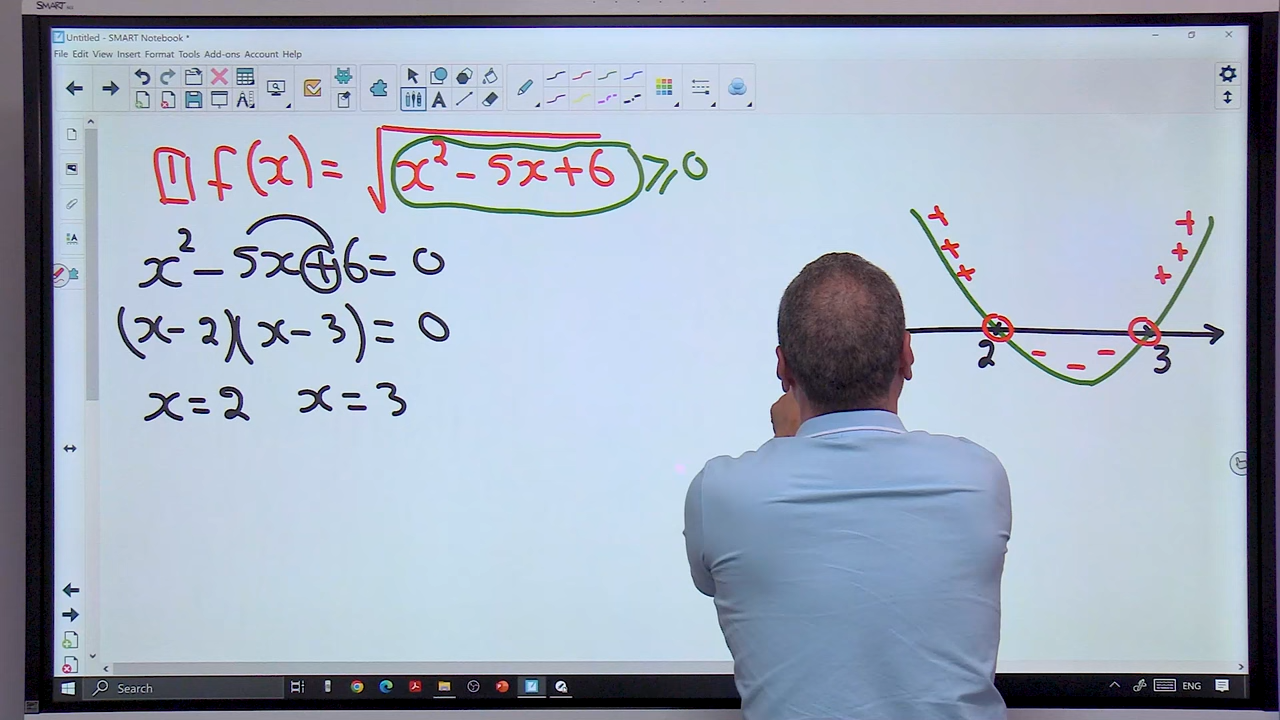 SMART
Untitled - SMART Notebook *
File Edit View Insert Format Tools Add-ons Account Help
1 f(x) = √x² - 5x + 6 ⩾ 0
x² - 5x + 6 = 0
(x - 2)(x - 3) = 0
x = 2 x = 3
+ +
+ +
+ +
2 - - - 3
Search
ENG